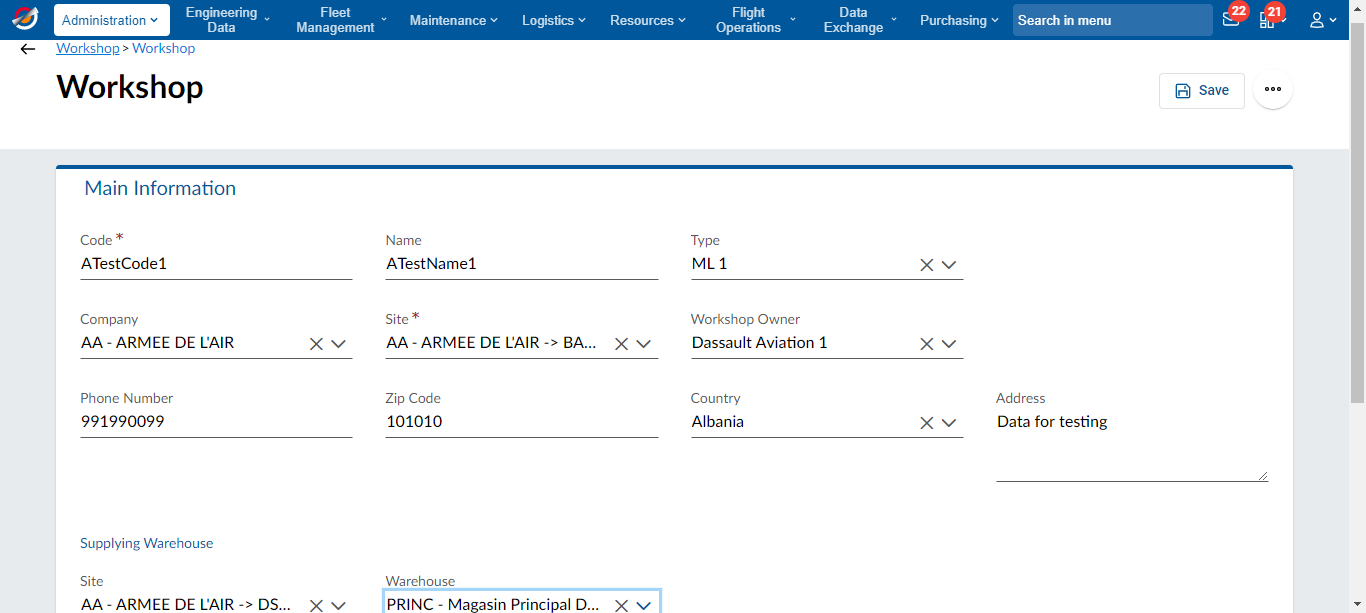 Administration
Engineering Data
Fleet Management
Maintenance
Logistics
Resources
Flight Operations
Data Exchange
Purchasing
Search in menu
22
21
Workshop > Workshop
Workshop
Save
Main Information
Code *
Name
Type
ATestCode1
ATestName1
ML 1
Company
Site *
Workshop Owner
AA - ARMEE DE L'AIR
AA - ARMEE DE L'AIR -> BA...
Dassault Aviation 1
Phone Number
Zip Code
Country
Address
991990099
101010
Albania
Data for testing
Supplying Warehouse
Site
Warehouse
AA - ARMEE DE L'AIR -> DS...
PRINC - Magasin Principal D...